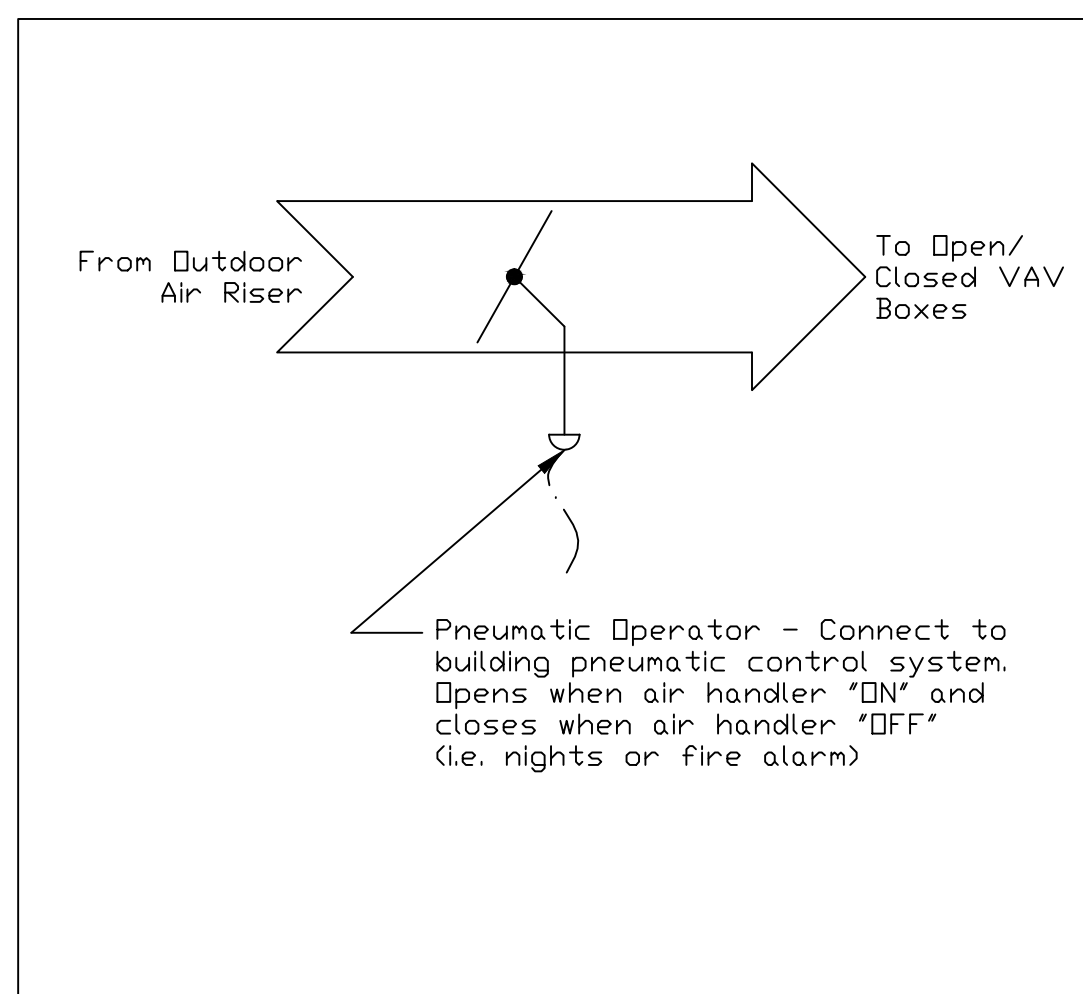 From Outdoor
Air Riser
To Open/
Closed VAV
Boxes
Pneumatic Operator - Connect to
building pneumatic control system.
Opens when air handler "ON" and
closes when air handler "OFF"
(i.e. nights or fire alarm)